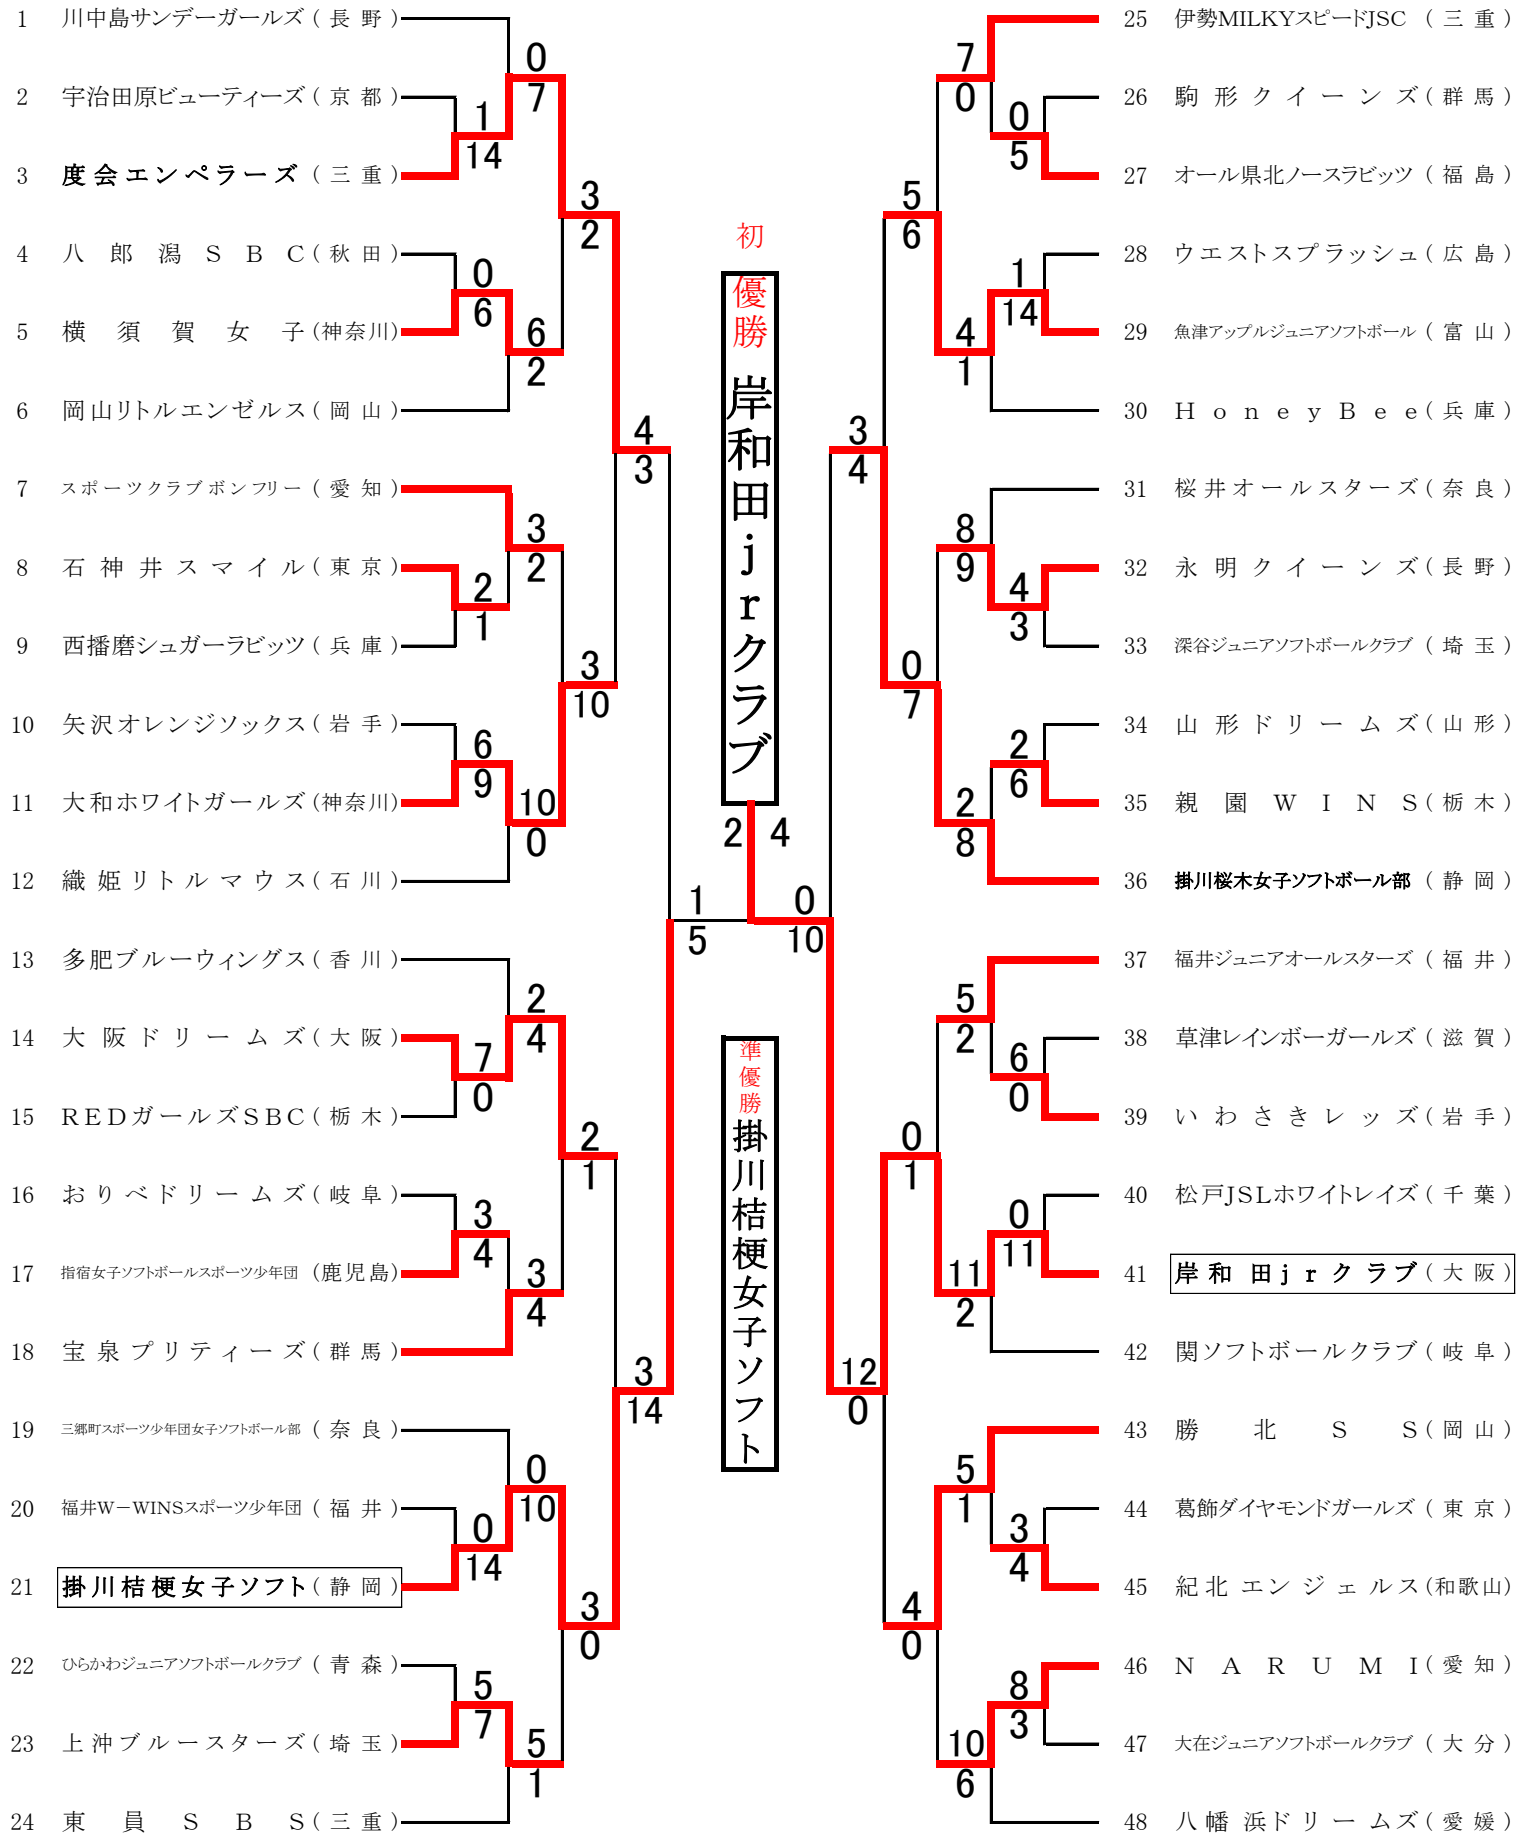 1 川中島サンデーガールズ(長野)
2 宇治田原ビューティーズ(京都)
3 度会エンペラーズ(三重)
4 八郎潟SBC(秋田)
5 横須賀女子(神奈川)
6 岡山リトルエンゼルス(岡山)
7 スポーツクラブボンフリー(愛知)
8 石神井スマイル(東京)
9 西播磨シュガーラビッツ(兵庫)
10 矢沢オレンジソックス(岩手)
11 大和ホワイトガールズ(神奈川)
12 織姫リトルマウス(石川)
13 多肥ブルーウィングス(香川)
14 大阪ドリームズ(大阪)
15 REDガールズSBC(栃木)
16 おりべドリームズ(岐阜)
17 指宿女子ソフトボールスポーツ少年団(鹿児島)
18 宝泉プリティーズ(群馬)
19 三郷町スポーツ少年団女子ソフトボール部(奈良)
20 福井W-WINSスポーツ少年団(福井)
21 掛川桔梗女子ソフト(静岡)
22 ひらかわジュニアソフトボールクラブ(青森)
23 上沖ブルースターズ(埼玉)
24 東員SBS(三重)
1
14
0
6
2
1
6
9
7
0
3
4
0
14
5
7
0
7
6
2
3
2
10
0
2
4
3
4
0
10
5
1
3
2
3
10
2
1
3
0
4
3
3
14
1
5
初
優勝 岸和田jrクラブ
2 4
準優勝 掛川桔梗女子ソフト
0
10
3
4
12
0
5
6
0
7
0
1
4
0
7
0
4
1
8
9
2
8
5
2
11
2
5
1
10
6
0
5
1
14
4
3
2
6
6
0
0
11
3
4
8
3
25 伊勢MILKYスピードJSC(三重)
26 駒形クイーンズ(群馬)
27 オール県北ノースラビッツ(福島)
28 ウエストスプラッシュ(広島)
29 魚津アップルジュニアソフトボール(富山)
30 HoneyBee(兵庫)
31 桜井オールスターズ(奈良)
32 永明クイーンズ(長野)
33 深谷ジュニアソフトボールクラブ(埼玉)
34 山形ドリームズ(山形)
35 親園WINS(栃木)
36 掛川桜木女子ソフトボール部(静岡)
37 福井ジュニアオールスターズ(福井)
38 草津レインボーガールズ(滋賀)
39 いわさきレッズ(岩手)
40 松戸JSLホワイトレイズ(千葉)
41 岸和田jrクラブ(大阪)
42 関ソフトボールクラブ(岐阜)
43 勝北SS(岡山)
44 葛飾ダイヤモンドガールズ(東京)
45 紀北エンジェルス(和歌山)
46 NARUMI(愛知)
47 大在ジュニアソフトボールクラブ(大分)
48 八幡浜ドリームズ(愛媛)